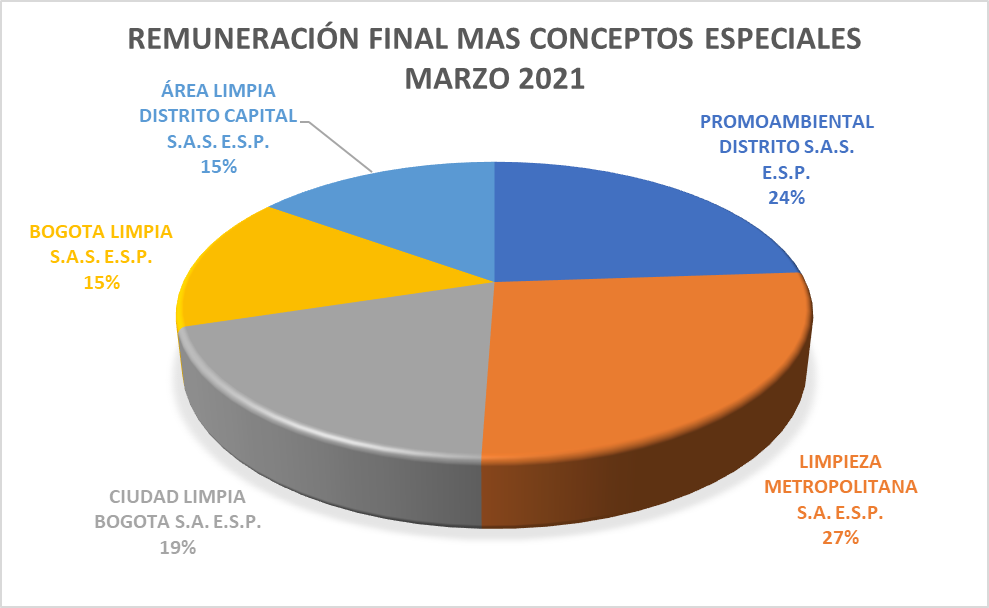 REMUNERACIÓN FINAL MAS CONCEPTOS ESPECIALES
MARZO 2021
ÁREA LIMPIA
DISTRITO CAPITAL
S.A.S. E.S.P.
15%
PROMOAMBIENTAL
DISTRITO S.A.S.
E.S.P.
24%
BOGOTA LIMPIA
S.A.S. E.S.P.
15%
LIMPIEZA
METROPOLITANA
S.A. E.S.P.
27%
CIUDAD LIMPIA
BOGOTA S.A. E.S.P.
19%